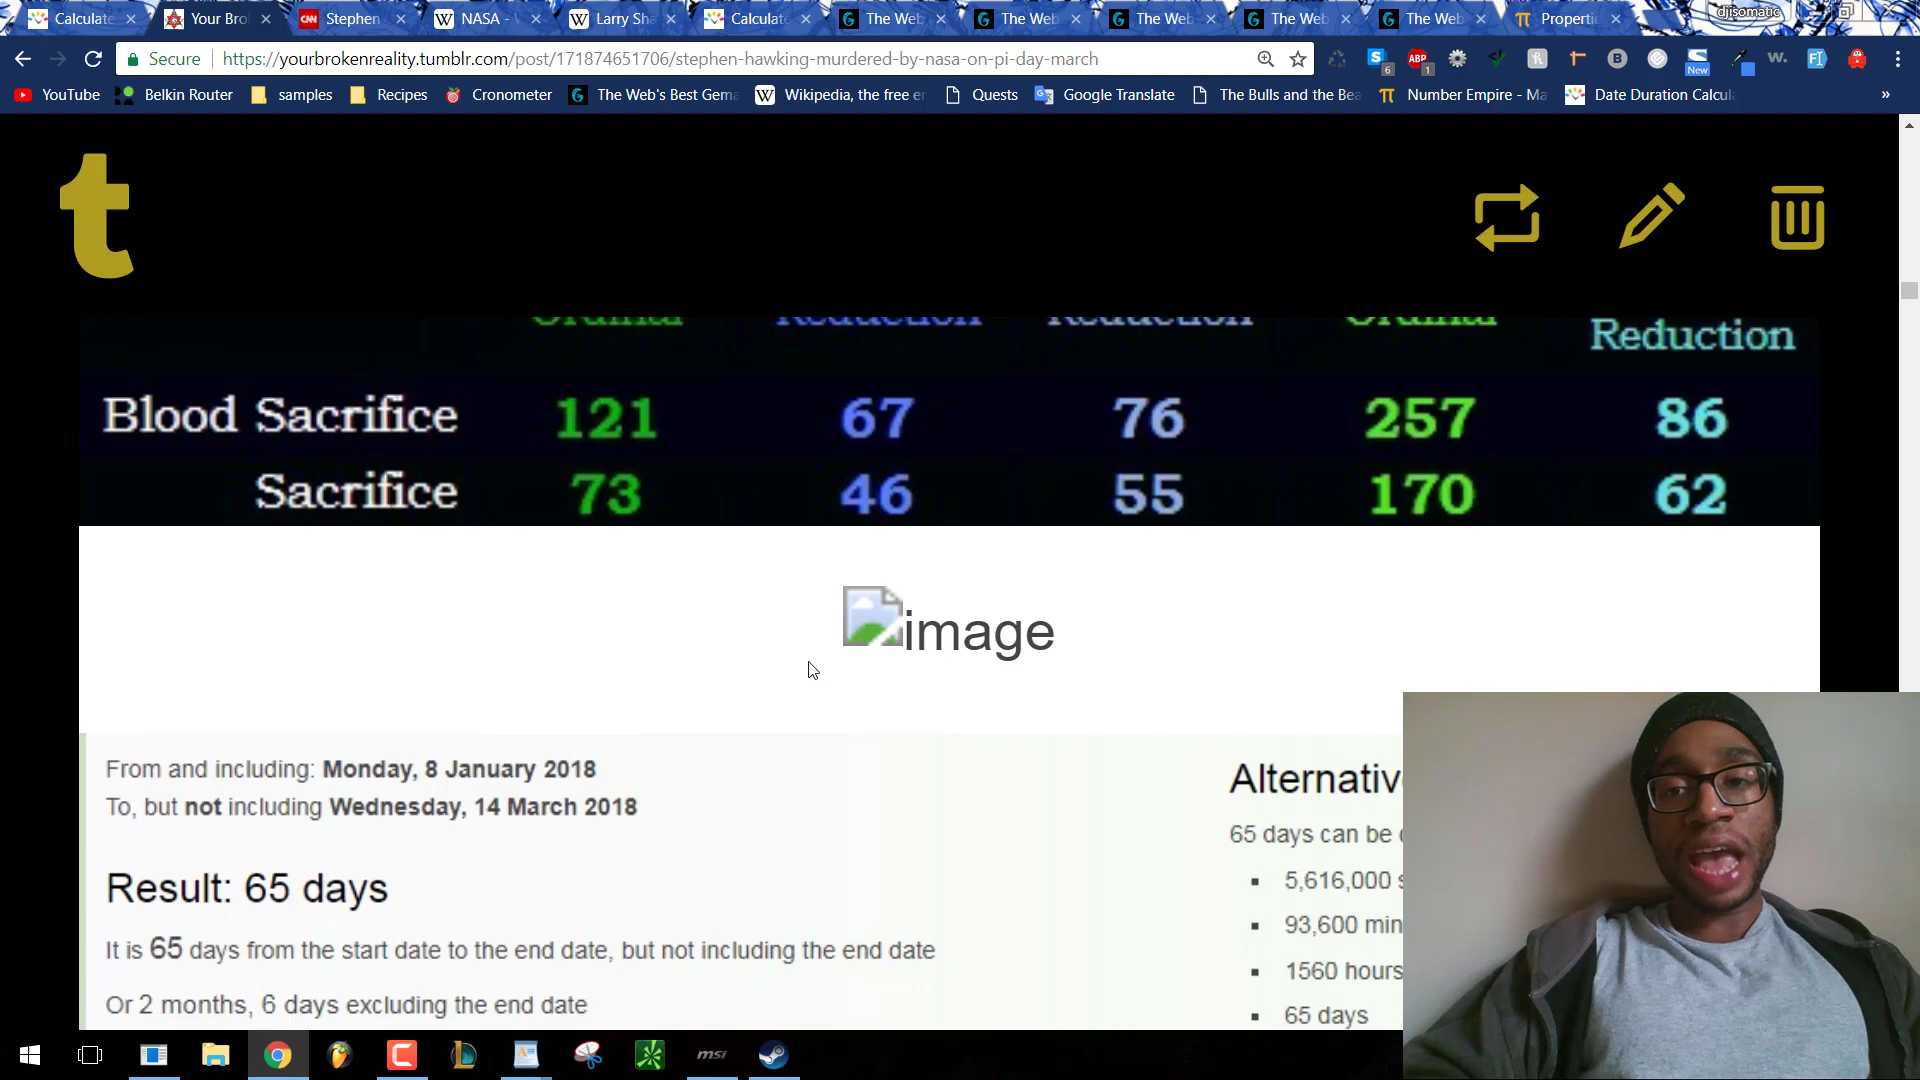 Calculate
Your Bro
CNN Stephen
W NASA -
W Larry Sha
Calculate
G The Web
G The Web
G The Web
G The Web
G The Web
π Properti
djisomatic
Secure https://yourbrokenreality.tumblr.com/post/171874651706/stephen-hawking-murdered-by-nasa-on-pi-day-march
YouTube Belkin Router samples Recipes Cronometer The Web's Best Gema Wikipedia, the free e Quests Google Translate The Bulls and the Bea Number Empire - Ma Date Duration Calcul »
t
Ordinal Reduction Reduction Ordinal Reduction
Blood Sacrifice 121 67 76 257 86
Sacrifice 73 46 55 170 62
image
From and including: Monday, 8 January 2018
To, but not including Wednesday, 14 March 2018
Result: 65 days
It is 65 days from the start date to the end date, but not including the end date
Or 2 months, 6 days excluding the end date
Alternativ
65 days can be
5,616,000
93,600 min
1560 hours
65 days
msi